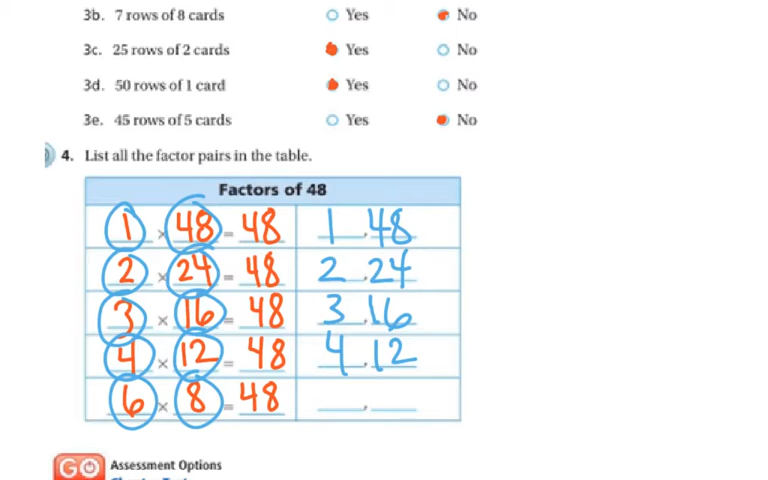 3b. 7 rows of 8 cards Yes No
3c. 25 rows of 2 cards Yes No
3d. 50 rows of 1 card Yes No
3e. 45 rows of 5 cards Yes No
4. List all the factor pairs in the table.
Factors of 48
1 × 48 = 48 1 , 48
2 × 24 = 48 2 , 24
3 × 16 = 48 3 , 16
4 × 12 = 48 4 , 12
6 × 8 = 48 ,
GO Assessment Options